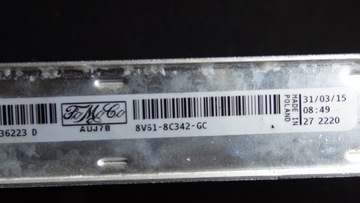 36223 D
FoMoCo
AUJ7B
8V61-8C342-GC
MADE IN
POLAND
31/03/15
08:49
27 2220